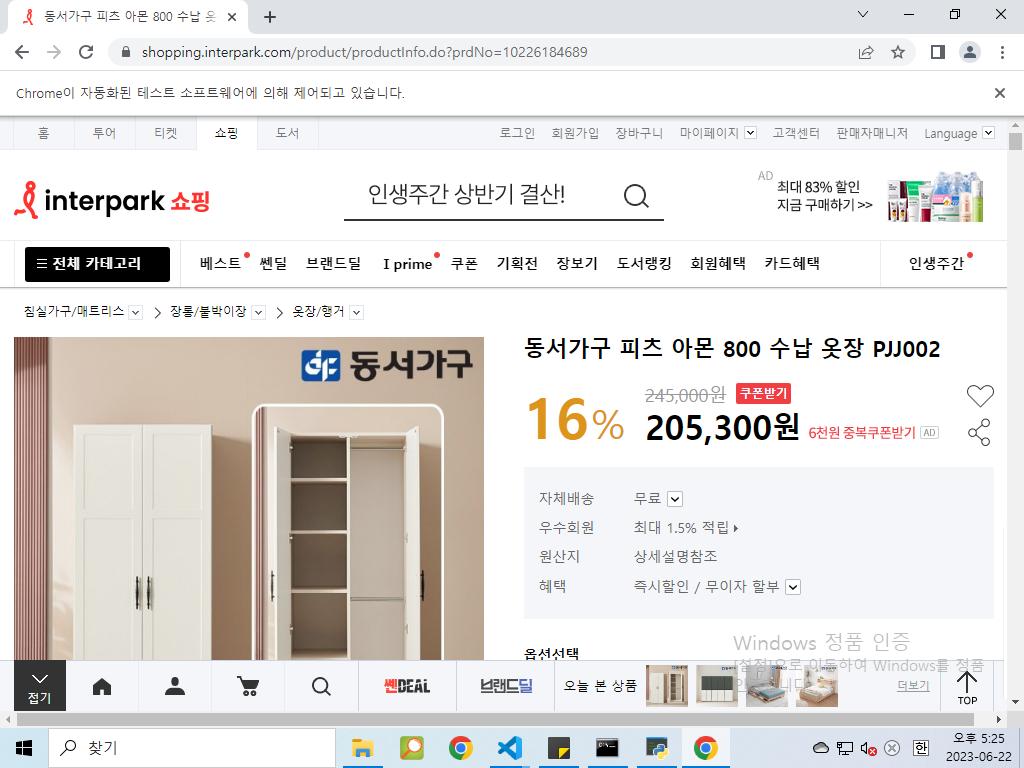 동서가구 피츠 아몬 800 수납 옷
shopping.interpark.com/product/productInfo.do?prdNo=10226184689
Chrome이 자동화된 테스트 소프트웨어에 의해 제어되고 있습니다.
홈 투어 티켓 쇼핑 도서 로그인 회원가입 장바구니 마이페이지 고객센터 판매자매니저 Language
interpark 쇼핑 인생주간 상반기 결산! AD 최대 83% 할인
지금 구매하기 >>
전체 카테고리 베스트 쎈딜 브랜드딜 I prime 쿠폰 기획전 장보기 도서랭킹 회원혜택 카드혜택 인생주간
침실가구/매트리스 > 장롱/붙박이장 > 옷장/행거
동서가구
동서가구 피츠 아몬 800 수납 옷장 PJJ002
16% 245,000원 쿠폰받기
205,300원 6천원 중복쿠폰받기 AD
자체배송 무료
우수회원 최대 1.5% 적립
원산지 상세설명참조
혜택 즉시할인 / 무이자 할부
옵션선택
Windows 정품 인증
[설정]으로 이동하여 Windows를 정품
접기 쎈DEAL 브랜드딜 오늘 본 상품 더보기 TOP
찾기
오후 5:25
2023-06-22
한